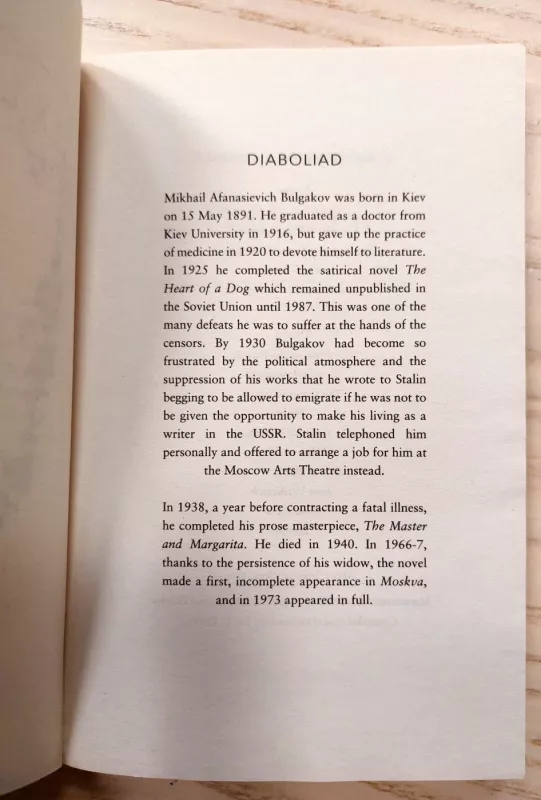 DIABOLIAD
Mikhail Afanasievich Bulgakov was born in Kiev
on 15 May 1891. He graduated as a doctor from
Kiev University in 1916, but gave up the practice
of medicine in 1920 to devote himself to literature.
In 1925 he completed the satirical novel The
Heart of a Dog which remained unpublished in
the Soviet Union until 1987. This was one of the
many defeats he was to suffer at the hands of the
censors. By 1930 Bulgakov had become so
frustrated by the political atmosphere and the
suppression of his works that he wrote to Stalin
begging to be allowed to emigrate if he was not to
be given the opportunity to make his living as a
writer in the USSR. Stalin telephoned him
personally and offered to arrange a job for him at
the Moscow Arts Theatre instead.
In 1938, a year before contracting a fatal illness,
he completed his prose masterpiece, The Master
and Margarita. He died in 1940. In 1966-7,
thanks to the persistence of his widow, the novel
made a first, incomplete appearance in Moskva,
and in 1973 appeared in full.